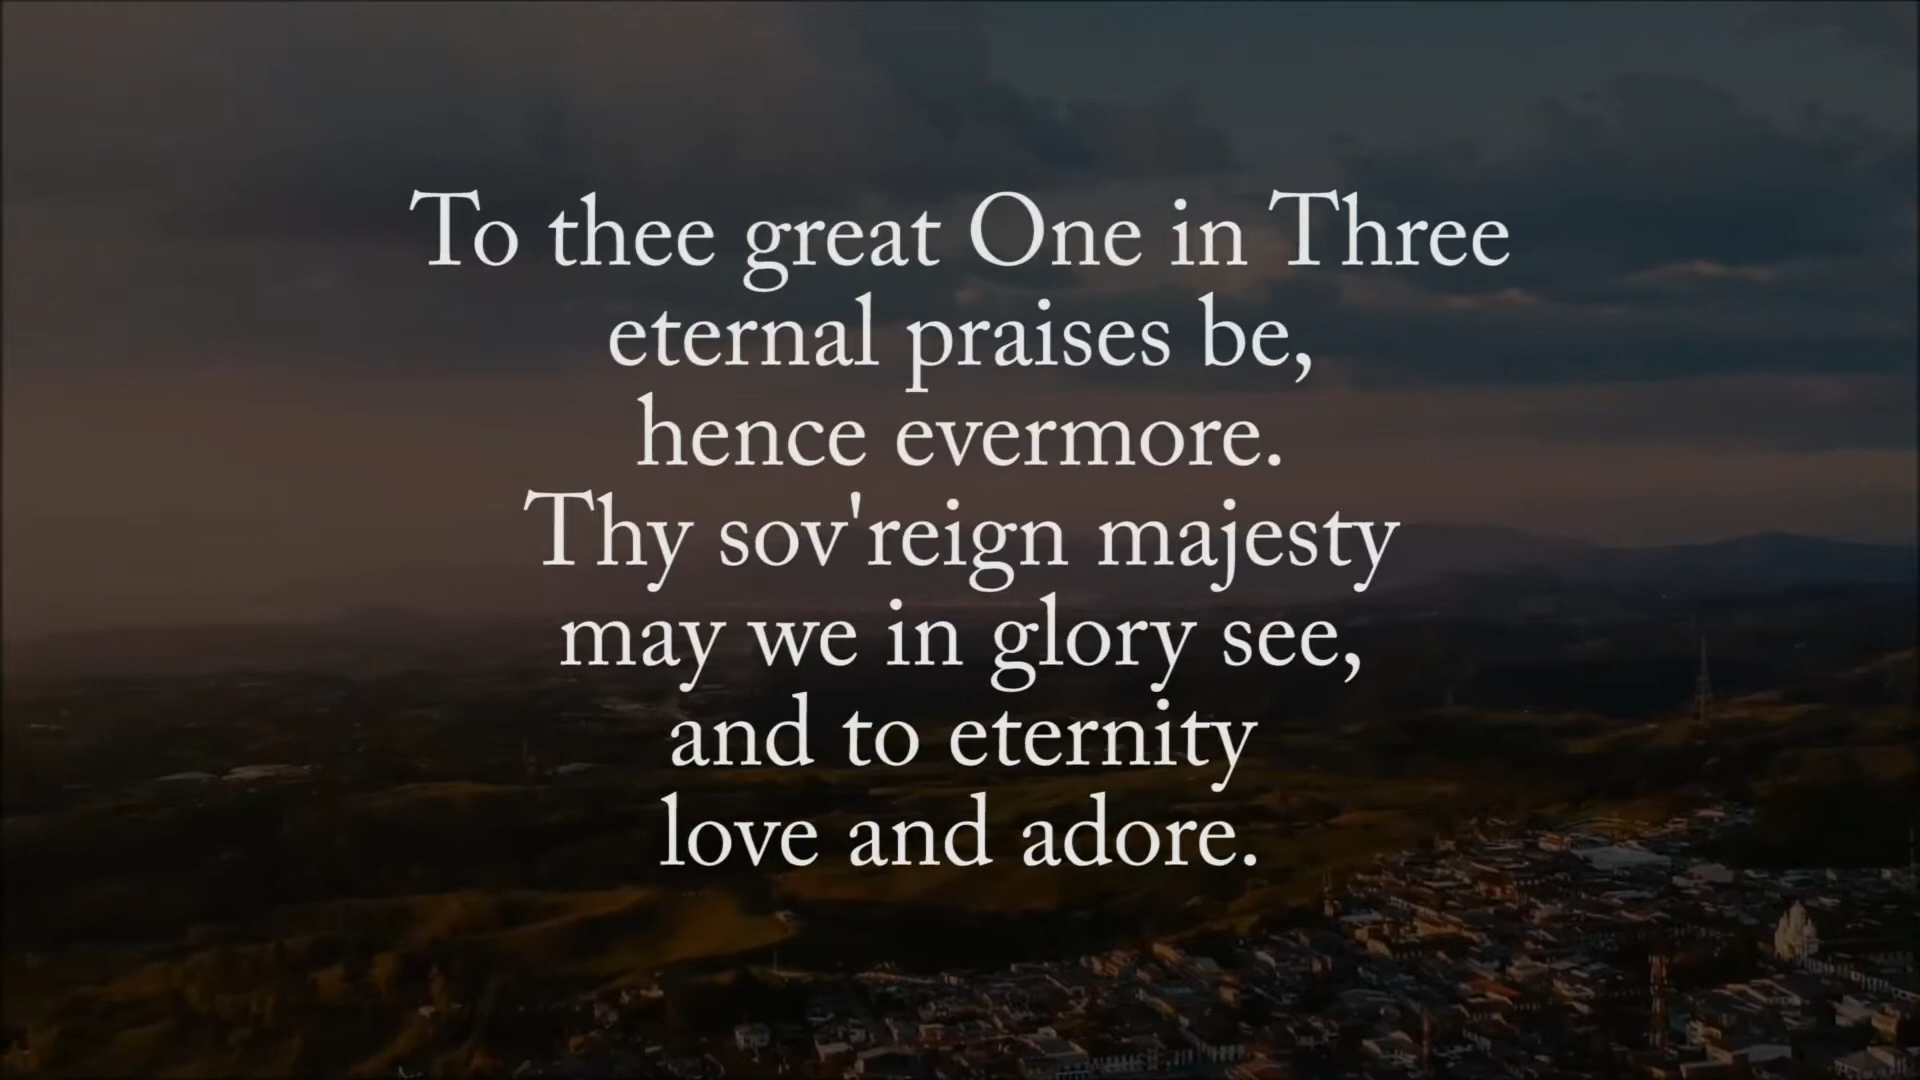 To thee great One in Three
eternal praises be,
hence evermore.
Thy sov'reign majesty
may we in glory see,
and to eternity
love and adore.